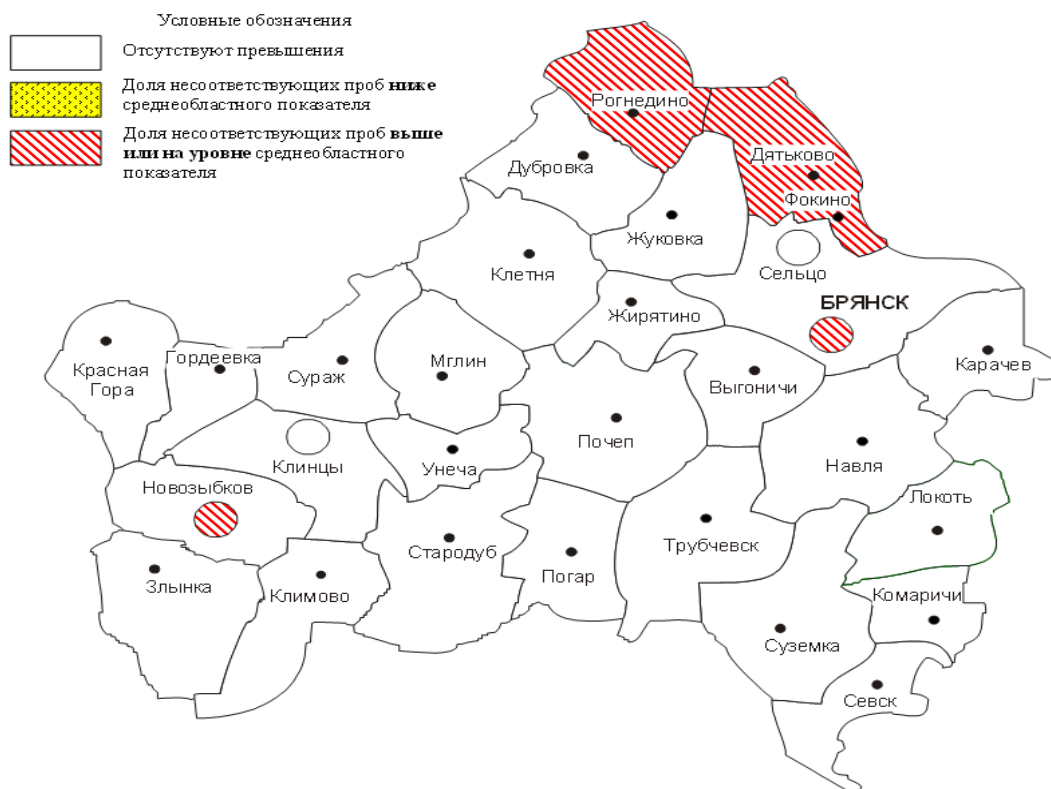 Условные обозначения
Отсутствуют превышения
Доля несоответствующих проб ниже
среднеобластного показателя
Доля несоответствующих проб выше
или на уровне среднеобластного
показателя
Рогнедино
Дятьково
Дубровка
Фокино
Жуковка
Клетня
Сельцо
БРЯНСК
Жирятино
Гордеевка
Мглин
Карачев
Красная
Гора
Сураж
Выгоничи
Почеп
Клинцы
Унеча
Навля
Новозыбков
Локоть
Стародуб
Трубчевск
Погар
Злынка
Климово
Комаричи
Суземка
Севск